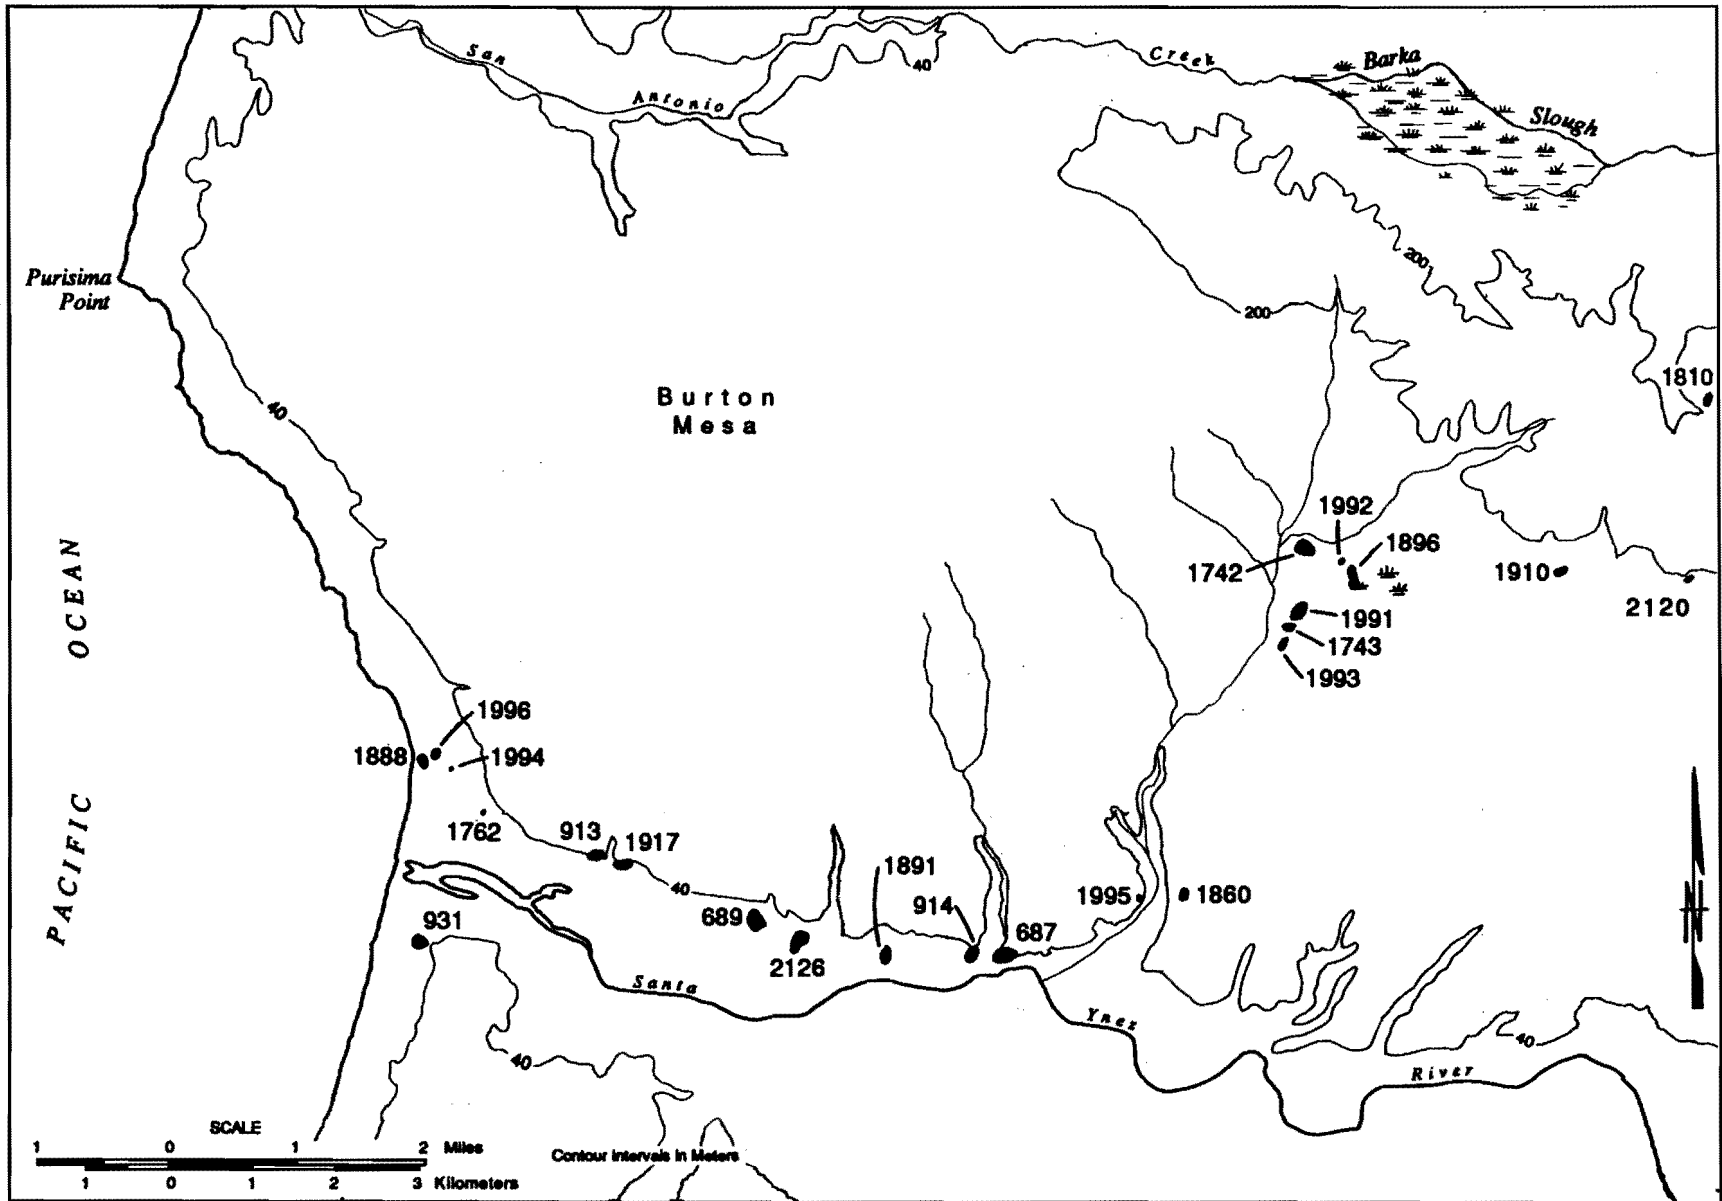 San
Antonio
40
Creek
Barka
Slough
200
200
Purisima
Point
1810
40
Burton
Mesa
1992
1896
1742
1910
2120
1991
1743
1993
PACIFIC OCEAN
1996
1888
1994
1762
913
1917
40
1891
689
914
1995
1860
931
687
2126
Santa
Ynez
River
40
40
N
SCALE
1 0 1 2 Miles
1 0 1 2 3 Kilometers
Contour Intervals in Meters